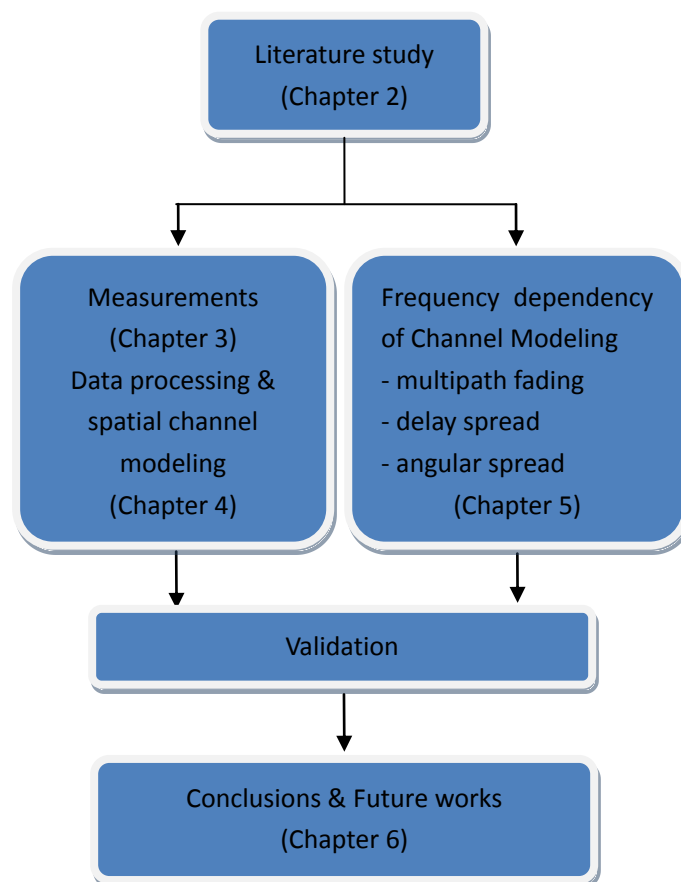 Literature study
(Chapter 2)
Measurements
(Chapter 3)
Data processing &
spatial channel
modeling
(Chapter 4)
Frequency dependency
of Channel Modeling
- multipath fading
- delay spread
- angular spread
(Chapter 5)
Validation
Conclusions & Future works
(Chapter 6)